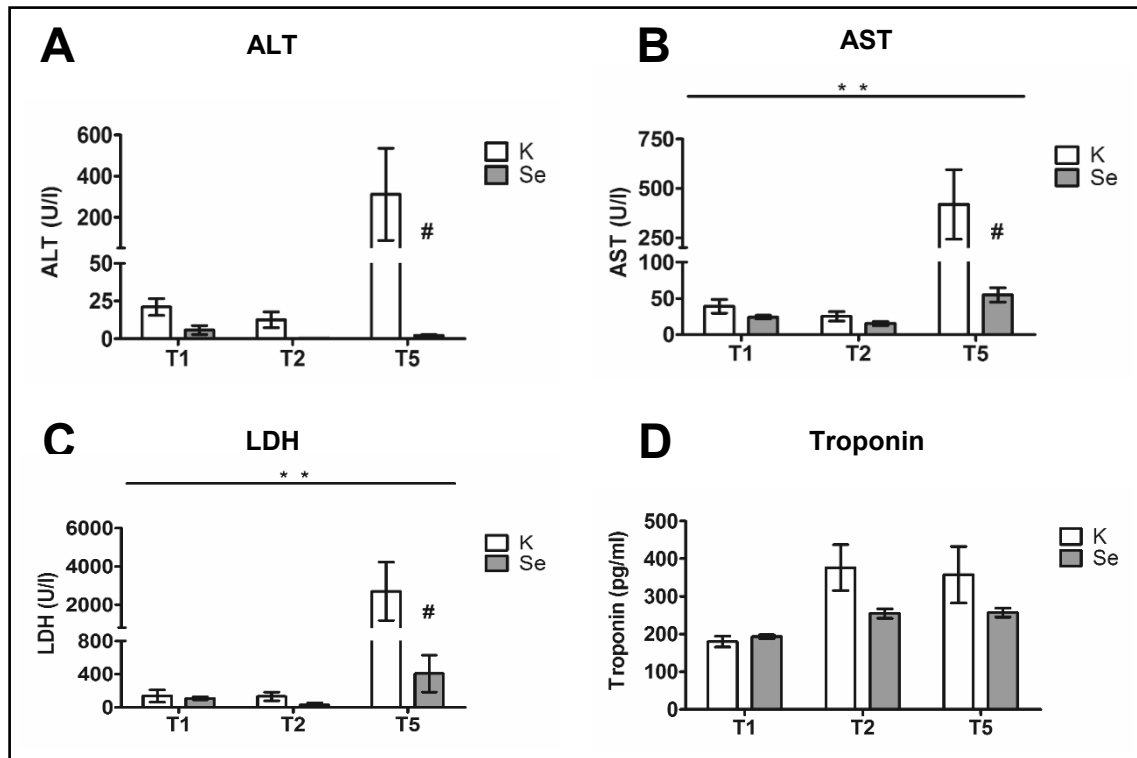 A
ALT
ALT (U/l)
600
400
200
50
25
0
T1
T2
T5
#
K
Se
B
AST
* *
AST (U/l)
750
500
250
100
50
0
T1
T2
T5
#
K
Se
C
LDH
* *
LDH (U/l)
6000
4000
2000
800
400
0
T1
T2
T5
#
K
Se
D
Troponin
Troponin (pg/ml)
500
400
300
200
100
0
T1
T2
T5
K
Se